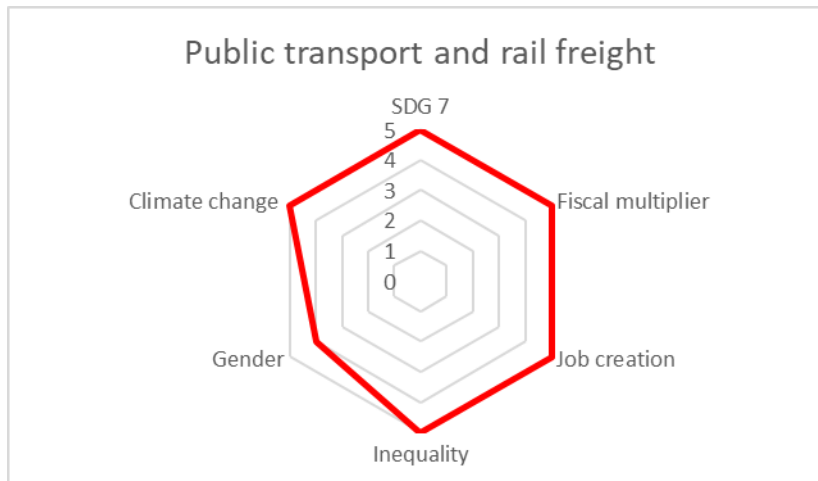 Public transport and rail freight
SDG 7
5
4
Climate change
3
Fiscal multiplier
2
1
0
Gender
Job creation
Inequality